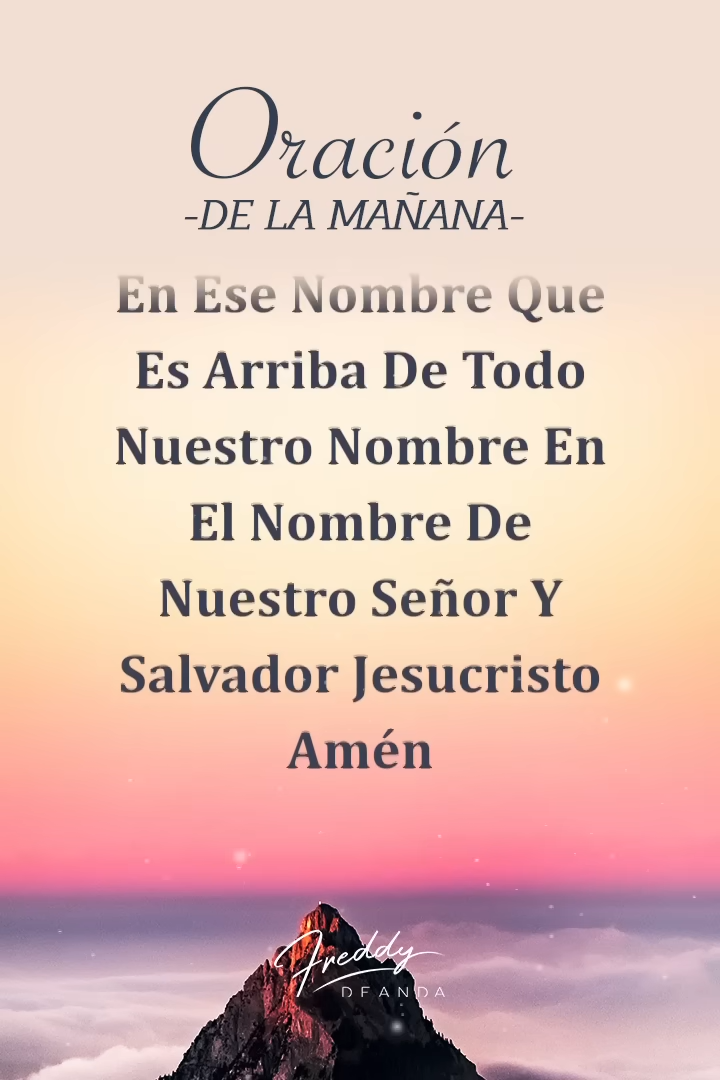 Oración
-DE LA MAÑANA-
En Ese Nombre Que
Es Arriba De Todo
Nuestro Nombre En
El Nombre De
Nuestro Señor Y
Salvador Jesucristo
Amén
Freddy
DEANDA